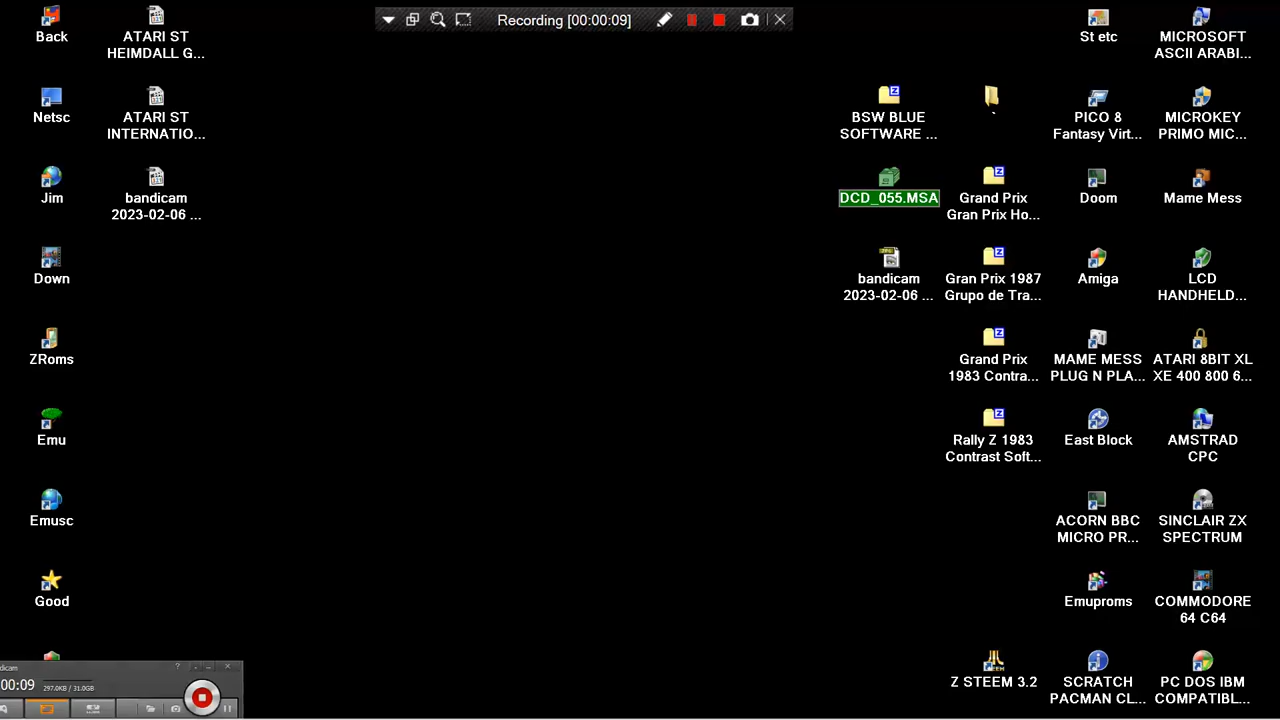 Recording [00:00:09]
Back
ATARI ST
HEIMDALL G...
Netsc
ATARI ST
INTERNATIO...
Jim
bandicam
2023-02-06 ...
Down
ZRoms
Emu
Emusc
Good
St etc
MICROSOFT
ASCII ARABI...
BSW BLUE
SOFTWARE ...
`
PICO 8
Fantasy Virt...
MICROKEY
PRIMO MIC...
DCD_055.MSA
Grand Prix
Gran Prix Ho...
Doom
Mame Mess
bandicam
2023-02-06 ...
Gran Prix 1987
Grupo de Tra...
Amiga
LCD
HANDHELD...
Grand Prix
1983 Contra...
MAME MESS
PLUG N PLA...
ATARI 8BIT XL
XE 400 800 6...
Rally Z 1983
Contrast Soft...
East Block
AMSTRAD
CPC
ACORN BBC
MICRO PR...
SINCLAIR ZX
SPECTRUM
Emuproms
COMMODORE
64 C64
Z STEEM 3.2
SCRATCH
PACMAN CL...
PC DOS IBM
COMPATIBL...
ndicam
00:09
297.0KB / 31.0GB